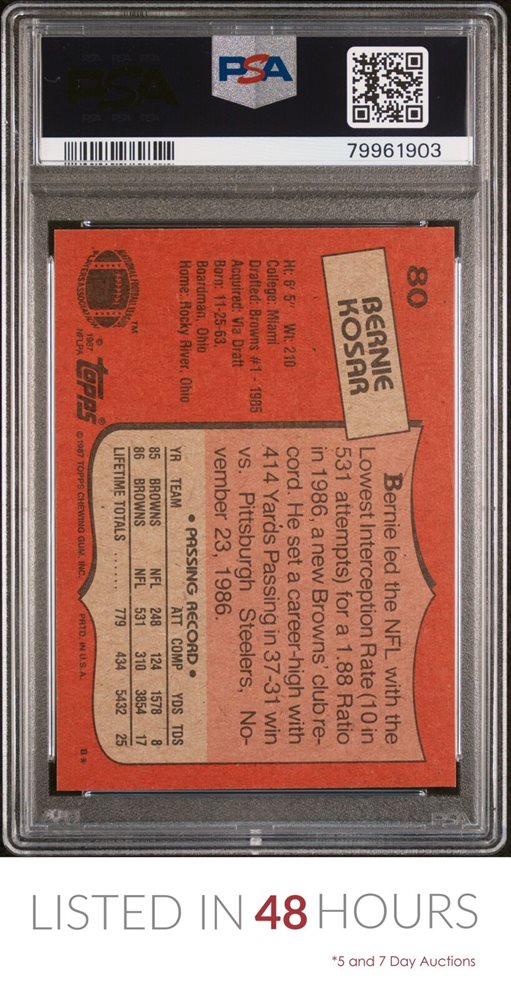 PSA
79961903
80
BERNIE
KOSAR
Ht: 6' 5" Wt: 210
College: Miami
Drafted: Browns #1 - 1985
Acquired: Via Draft
Born: 11-25-63,
Boardman, Ohio
Home: Rocky River, Ohio
Bernie led the NFL with the
Lowest Interception Rate (10 in
531 attempts) for a 1.88 Ratio
in 1986, a new Browns' club re-
cord. He set a career-high with
414 Yards Passing in 37-31 win
vs. Pittsburgh Steelers, No-
vember 23, 1986.
• PASSING RECORD •
YR TEAM ATT COMP YDS TDS
85 BROWNS NFL 248 124 1578 8
86 BROWNS NFL 531 310 3854 17
LIFETIME TOTALS ...... 779 434 5432 25
TM
© 1987 NFLPA
topps
© 1987 TOPPS CHEWING GUM, INC.
PRTD. IN U.S.A.
B*
PSA
LISTED IN 48 HOURS
*5 and 7 Day Auctions